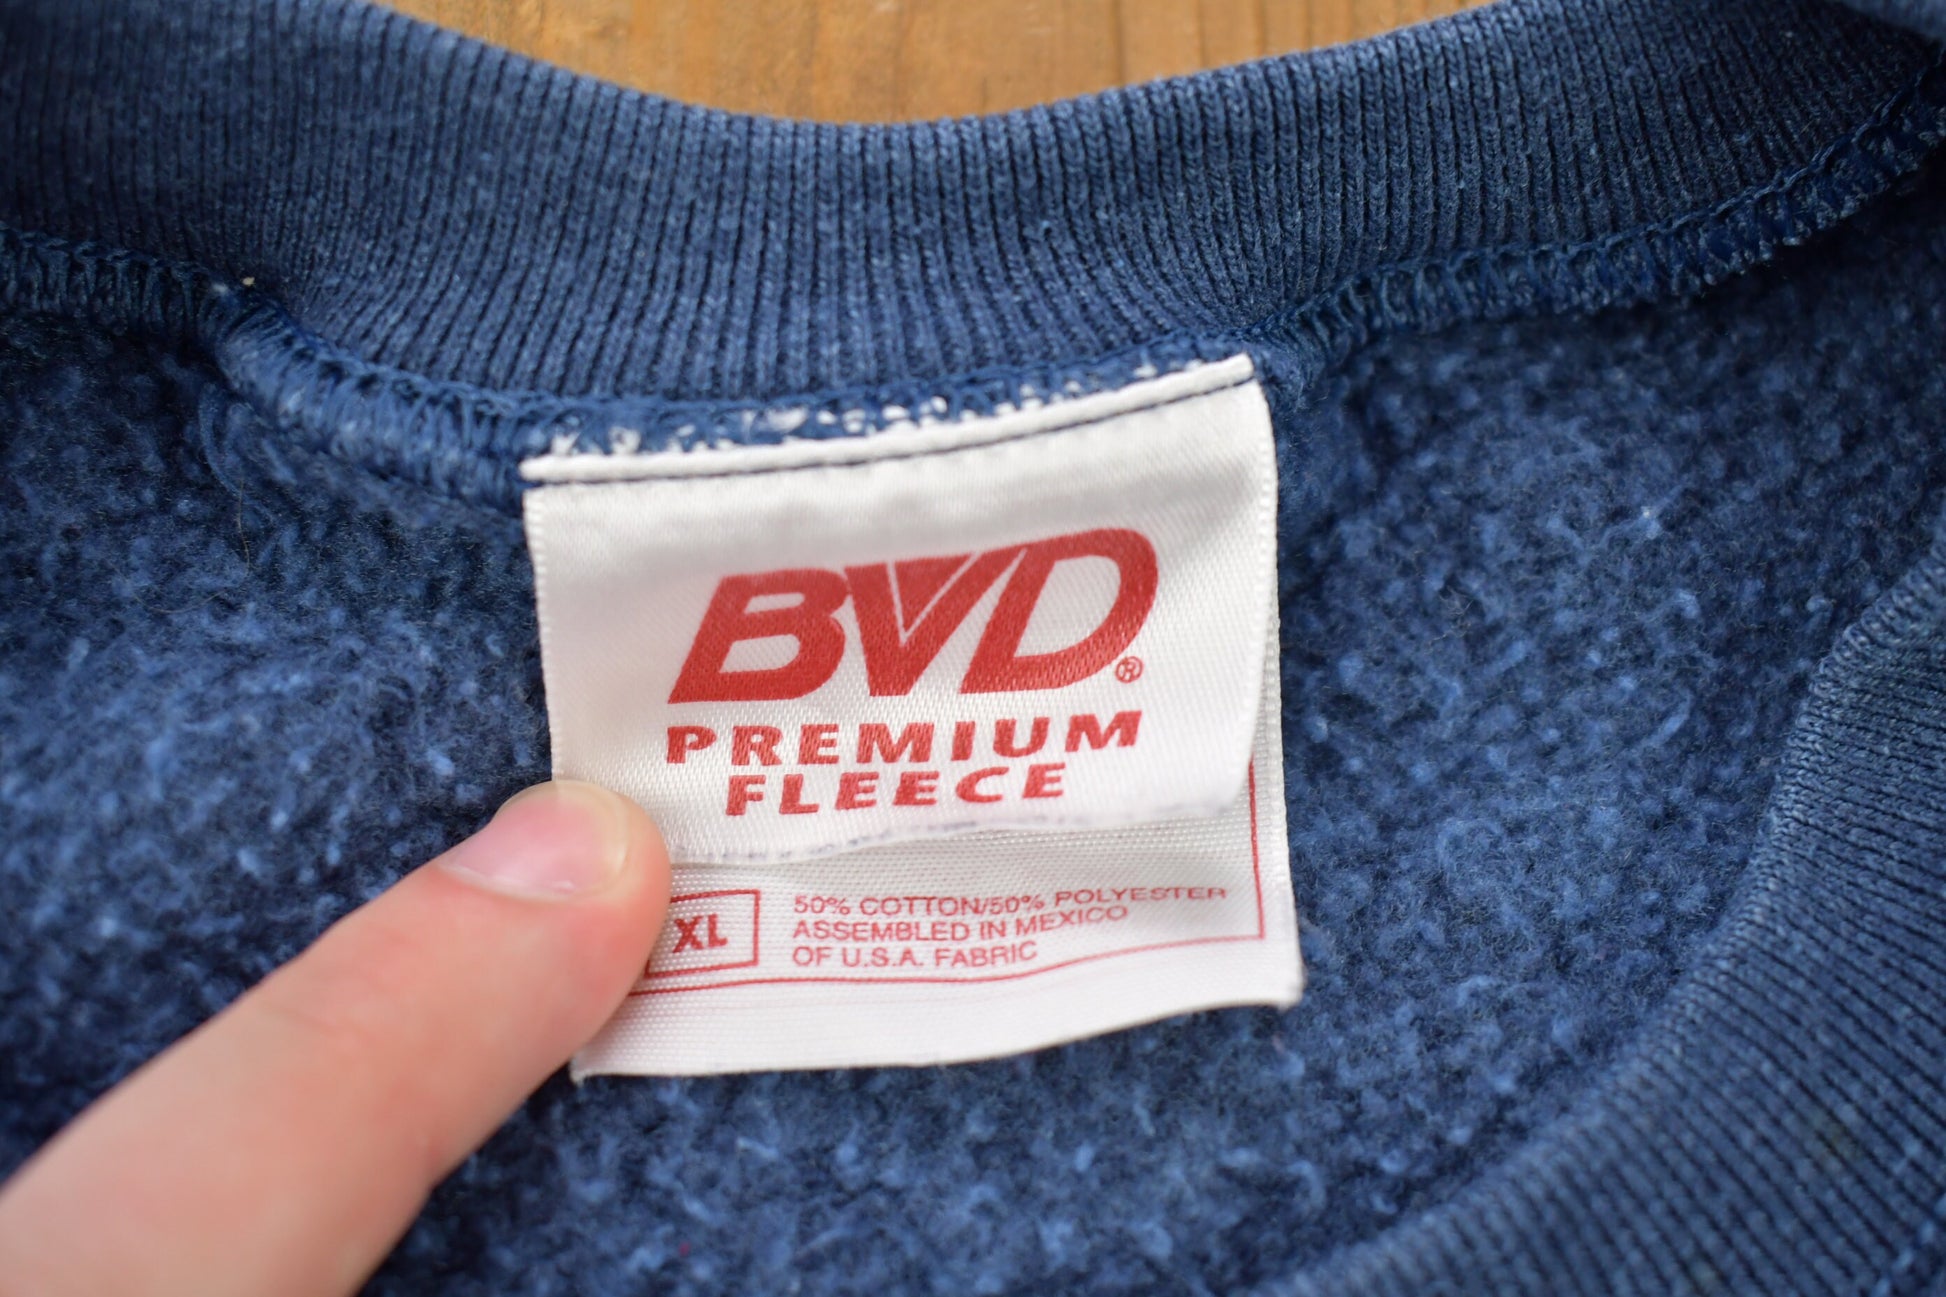 BVD®
PREMIUM
FLEECE
XL
50% COTTON/50% POLYESTER
ASSEMBLED IN MEXICO
OF U.S.A. FABRIC